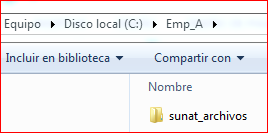 Equipo Disco local (C:) Emp_A
Incluir en biblioteca Compartir con
Nombre
sunat_archivos